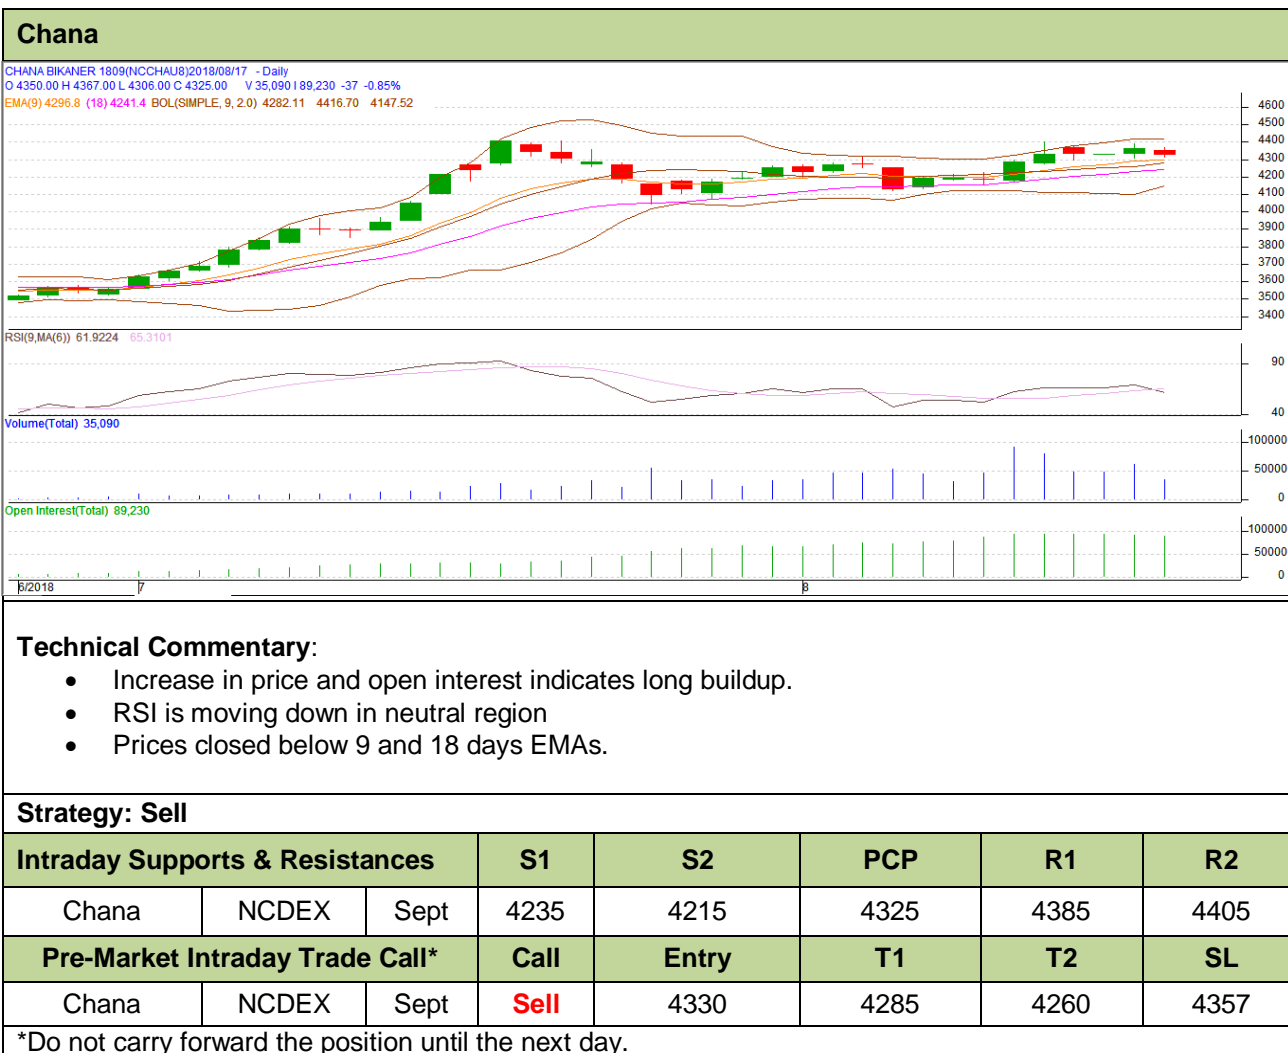 Chana
CHANA BIKANER 1809(NCCHAU8)2018/08/17 - Daily
O 4350.00 H 4367.00 L 4306.00 C 4325.00 V 35,090 I 89,230 -37 -0.85%
EMA(9) 4296.8 (18) 4241.4 BOL(SIMPLE, 9, 2.0) 4282.11 4416.70 4147.52
4600
4500
4400
4300
4200
4100
4000
3900
3800
3700
3600
3500
3400
RSI(9,MA(6)) 61.9224 65.3101
90
40
Volume(Total) 35,090
100000
50000
0
Open Interest(Total) 89,230
100000
50000
0
6/2018 7 8
Technical Commentary:
• Increase in price and open interest indicates long buildup.
• RSI is moving down in neutral region
• Prices closed below 9 and 18 days EMAs.
Strategy: Sell
Intraday Supports & Resistances S1 S2 PCP R1 R2
Chana NCDEX Sept 4235 4215 4325 4385 4405
Pre-Market Intraday Trade Call* Call Entry T1 T2 SL
Chana NCDEX Sept Sell 4330 4285 4260 4357
*Do not carry forward the position until the next day.